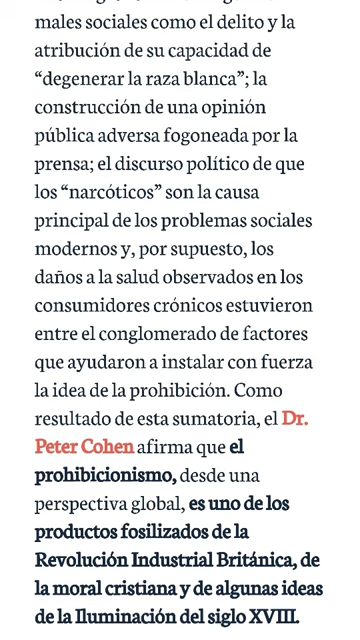 males sociales como el delito y la
atribución de su capacidad de
“degenerar la raza blanca”; la
construcción de una opinión
pública adversa fogoneada por la
prensa; el discurso político de que
los “narcóticos” son la causa
principal de los problemas sociales
modernos y, por supuesto, los
daños a la salud observados en los
consumidores crónicos estuvieron
entre el conglomerado de factores
que ayudaron a instalar con fuerza
la idea de la prohibición. Como
resultado de esta sumatoria, el Dr.
Peter Cohen afirma que el
prohibicionismo, desde una
perspectiva global, es uno de los
productos fosilizados de la
Revolución Industrial Británica, de
la moral cristiana y de algunas ideas
de la Iluminación del siglo XVIII.